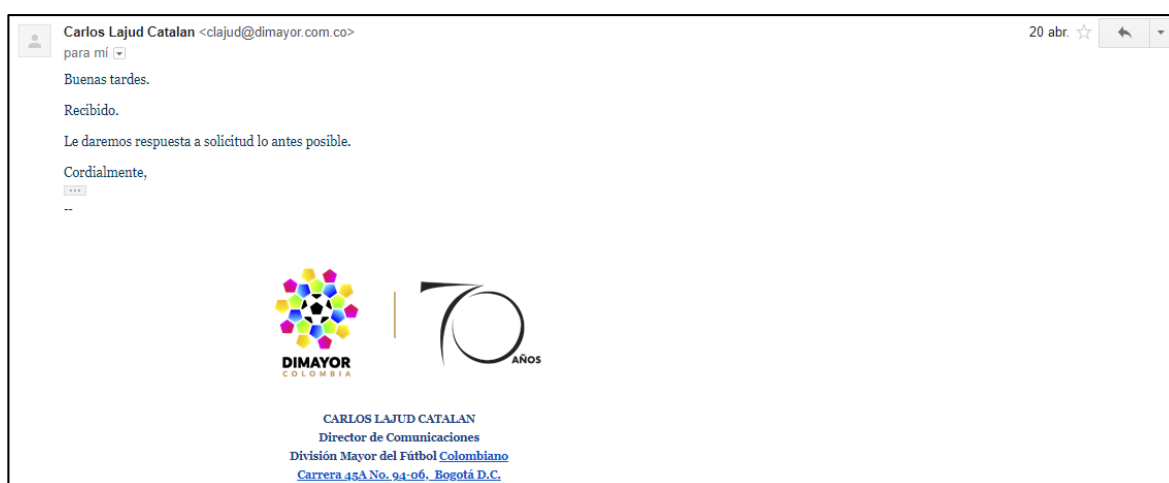 Carlos Lajud Catalan <clajud@dimayor.com.co>
20 abr.
para mí
Buenas tardes.
Recibido.
Le daremos respuesta a solicitud lo antes posible.
Cordialmente,
...
--
DIMAYOR
COLOMBIA
70
AÑOS
CARLOS LAJUD CATALAN
Director de Comunicaciones
División Mayor del Fútbol Colombiano
Carrera 45A No. 94-06, Bogotá D.C.